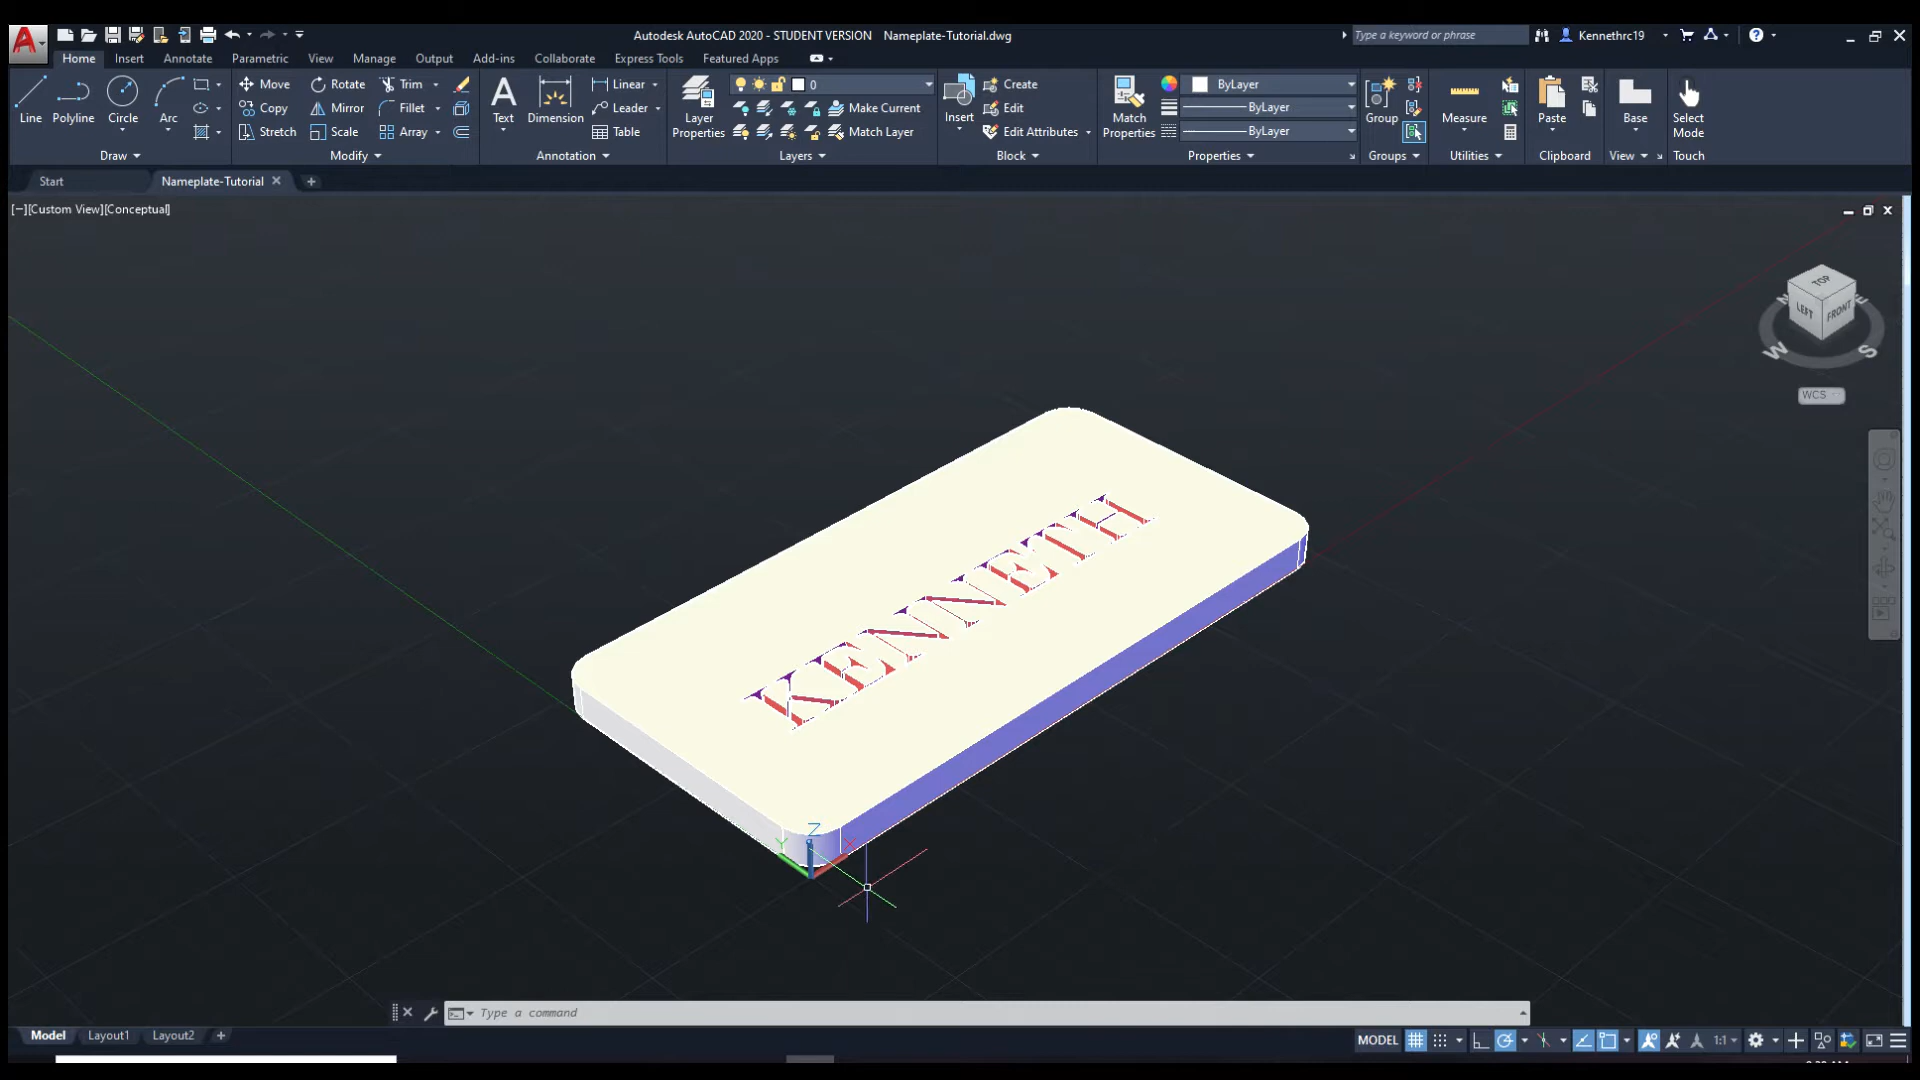 Autodesk AutoCAD 2020 - STUDENT VERSION Nameplate-Tutorial.dwg
Type a keyword or phrase
Kennethrc19
Home Insert Annotate Parametric View Manage Output Add-ins Collaborate Express Tools Featured Apps
Line
Polyline
Circle
Arc
Move
Copy
Stretch
Rotate
Mirror
Scale
Trim
Fillet
Array
Text
Dimension
Linear
Leader
Table
Layer
Properties
0
Make Current
Match Layer
Insert
Create
Edit
Edit Attributes
Match
Properties
ByLayer
ByLayer
ByLayer
Group
Measure
Paste
Base
Select
Mode
Draw Modify Annotation Layers Block Properties Groups Utilities Clipboard View Touch
Start Nameplate-Tutorial
[−][Custom View][Conceptual]
TOP
LEFT
FRONT
N
E
W
S
WCS
KENNETH
Z
Y
X
Type a command
Model Layout1 Layout2
MODEL
1:1